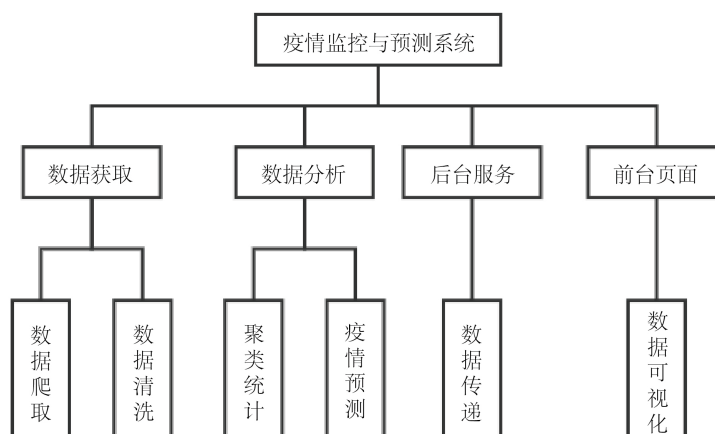 疫情监控与预测系统
数据获取
数据分析
后台服务
前台页面
数据爬取
数据清洗
聚类统计
疫情预测
数据传递
数据可视化